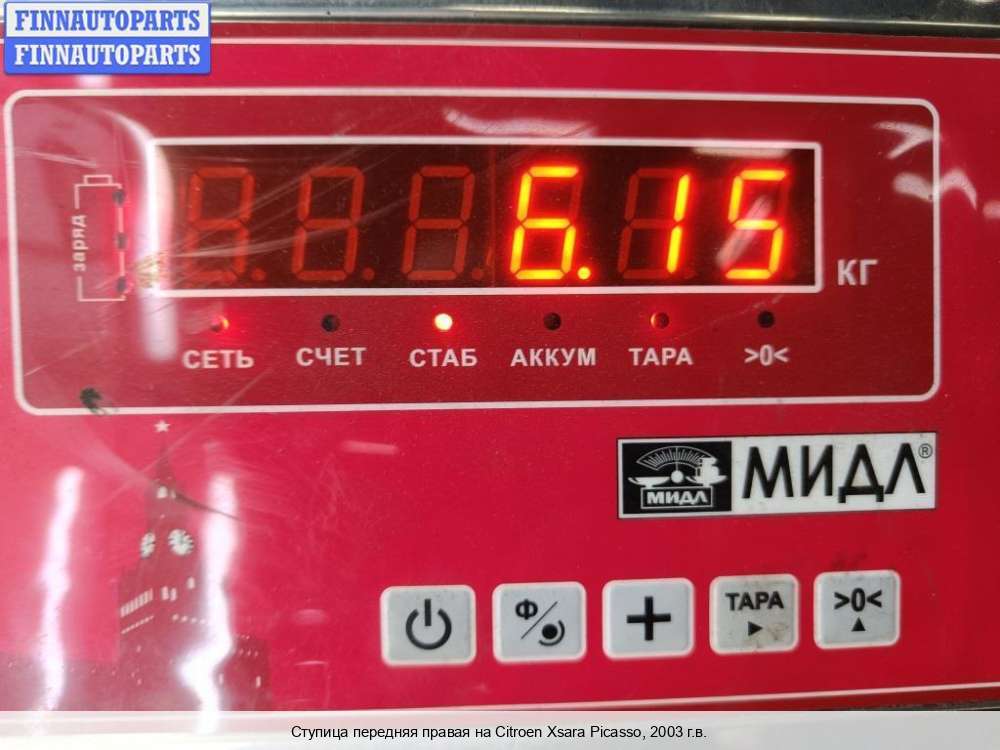 FINNAUTOPARTS
FINNAUTOPARTS
заряд
6.15
КГ
СЕТЬ СЧЕТ СТАБ АККУМ ТАРА >0<
МИДЛ МИДЛ®
Ф ТАРА >0<
Ступица передняя правая на Citroen Xsara Picasso, 2003 г.в.